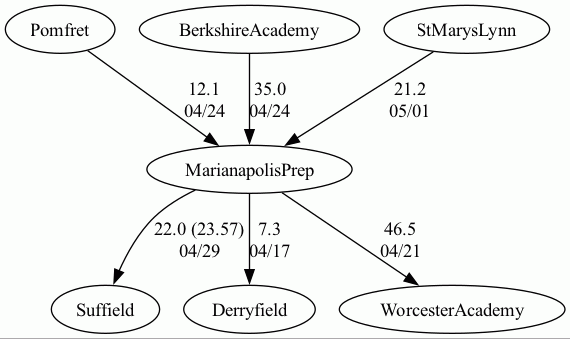 Pomfret
BerkshireAcademy
StMarysLynn
12.1
04/24
35.0
04/24
21.2
05/01
MarianapolisPrep
22.0 (23.57)
04/29
7.3
04/17
46.5
04/21
Suffield
Derryfield
WorcesterAcademy